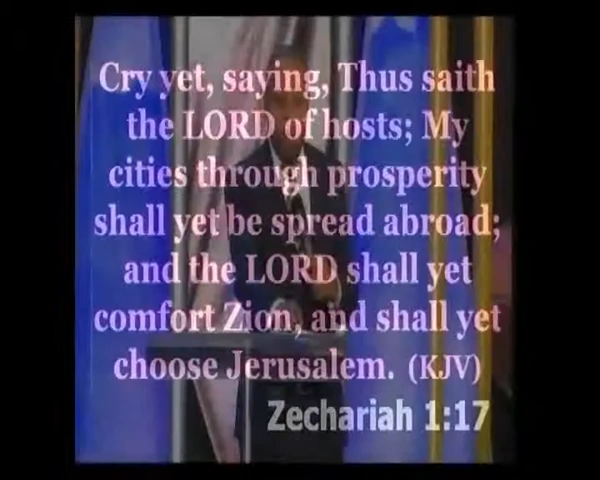 Cry yet, saying, Thus saith
the LORD of hosts; My
cities through prosperity
shall yet be spread abroad;
and the LORD shall yet
comfort Zion, and shall yet
choose Jerusalem. (KJV)
Zechariah 1:17